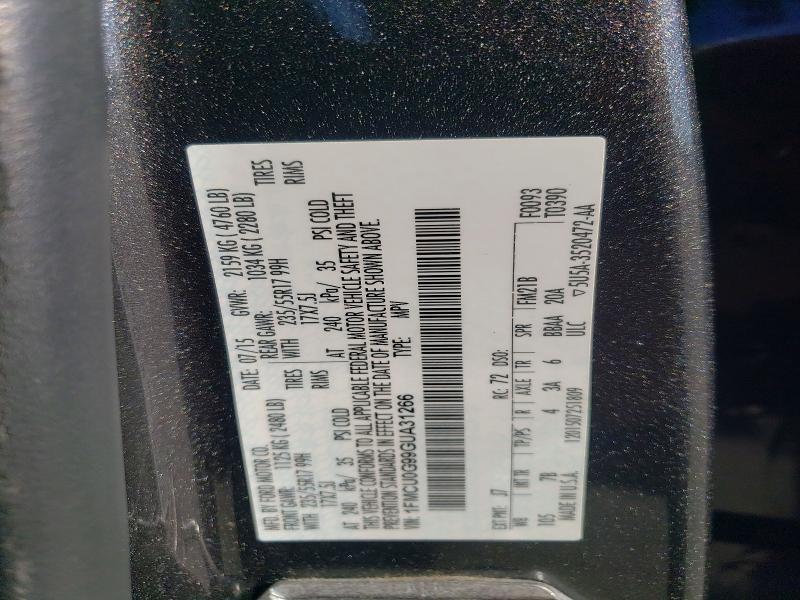 MFD. BY FORD MOTOR CO. DATE: 07/15 GVWR: 2159 KG ( 4760 LB)
FRONT GAWR: 1125 KG ( 2480 LB) REAR GAWR: 1034 KG ( 2280 LB)
WITH 235/55R17 99H TIRES WITH 235/55R17 99H TIRES
17X7.5J RIMS 17X7.5J RIMS
AT 240 kPa/ 35 PSI COLD AT 240 kPa/ 35 PSI COLD
THIS VEHICLE CONFORMS TO ALL APPLICABLE FEDERAL MOTOR VEHICLE SAFETY AND THEFT
PREVENTION STANDARDS IN EFFECT ON THE DATE OF MANUFACTURE SHOWN ABOVE.
VIN: 1FMCU0G99GUA31266 TYPE: MPV
F0093
T0390
EXT PNT: J7 RC: 72 DSO:
WB INT TR TP/PS R AXLE TR SPR FM21B
105 7B 4 3A 6 BBAA 20A
ULC ▽5U5A-3520472-AA
MADE IN U.S.A. 1201507251809